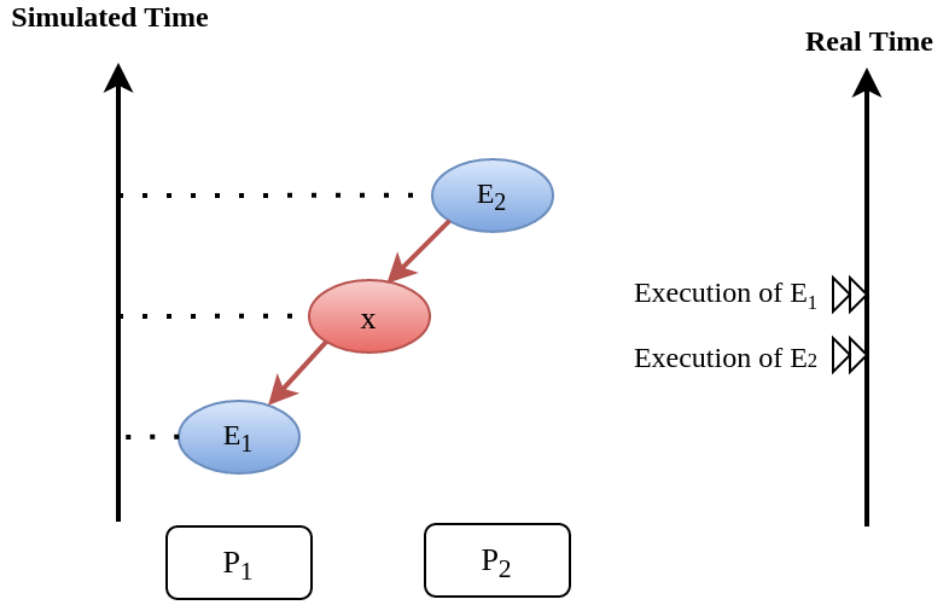 Simulated Time
Real Time
E2
Execution of E1
x
Execution of E2
E1
P1
P2